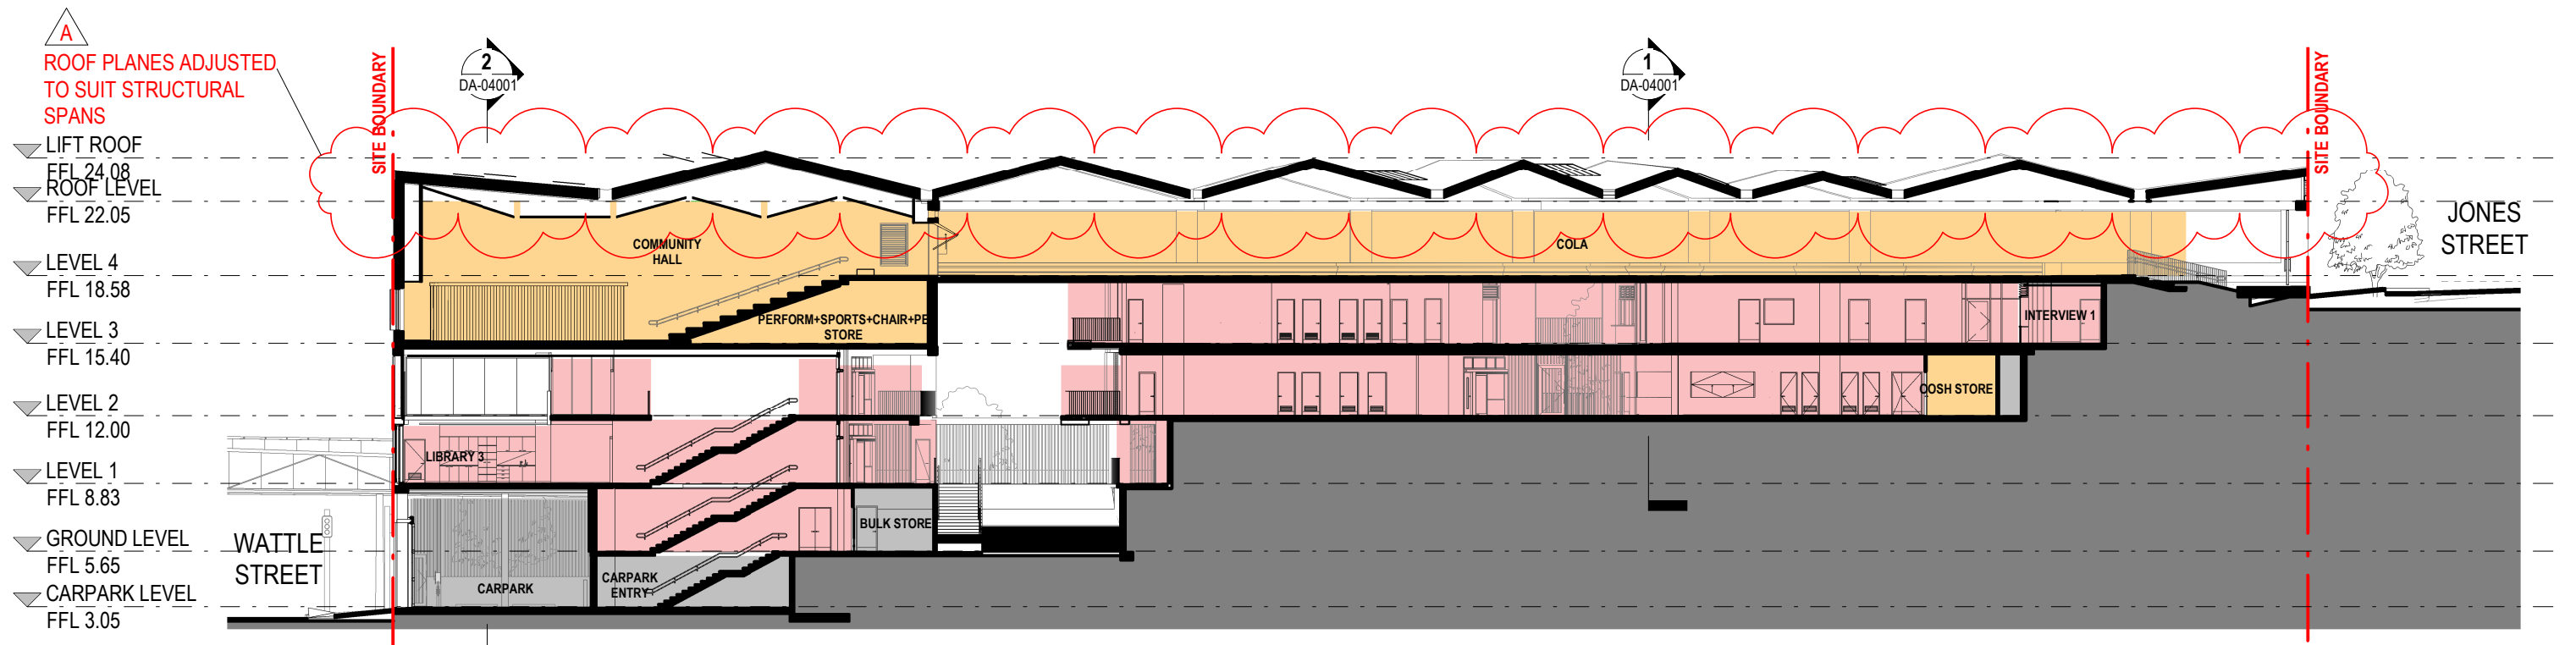 A
ROOF PLANES ADJUSTED
TO SUIT STRUCTURAL
SPANS
SITE BOUNDARY
2
DA-04001
1
DA-04001
SITE BOUNDARY
LIFT ROOF
FFL 24.08
ROOF LEVEL
FFL 22.05
LEVEL 4
FFL 18.58
LEVEL 3
FFL 15.40
LEVEL 2
FFL 12.00
LEVEL 1
FFL 8.83
GROUND LEVEL
FFL 5.65
CARPARK LEVEL
FFL 3.05
WATTLE
STREET
COMMUNITY
HALL
COLA
JONES
STREET
PERFORM+SPORTS+CHAIR+PE
STORE
INTERVIEW 1
OOSH STORE
LIBRARY 3
BULK STORE
CARPARK
CARPARK
ENTRY